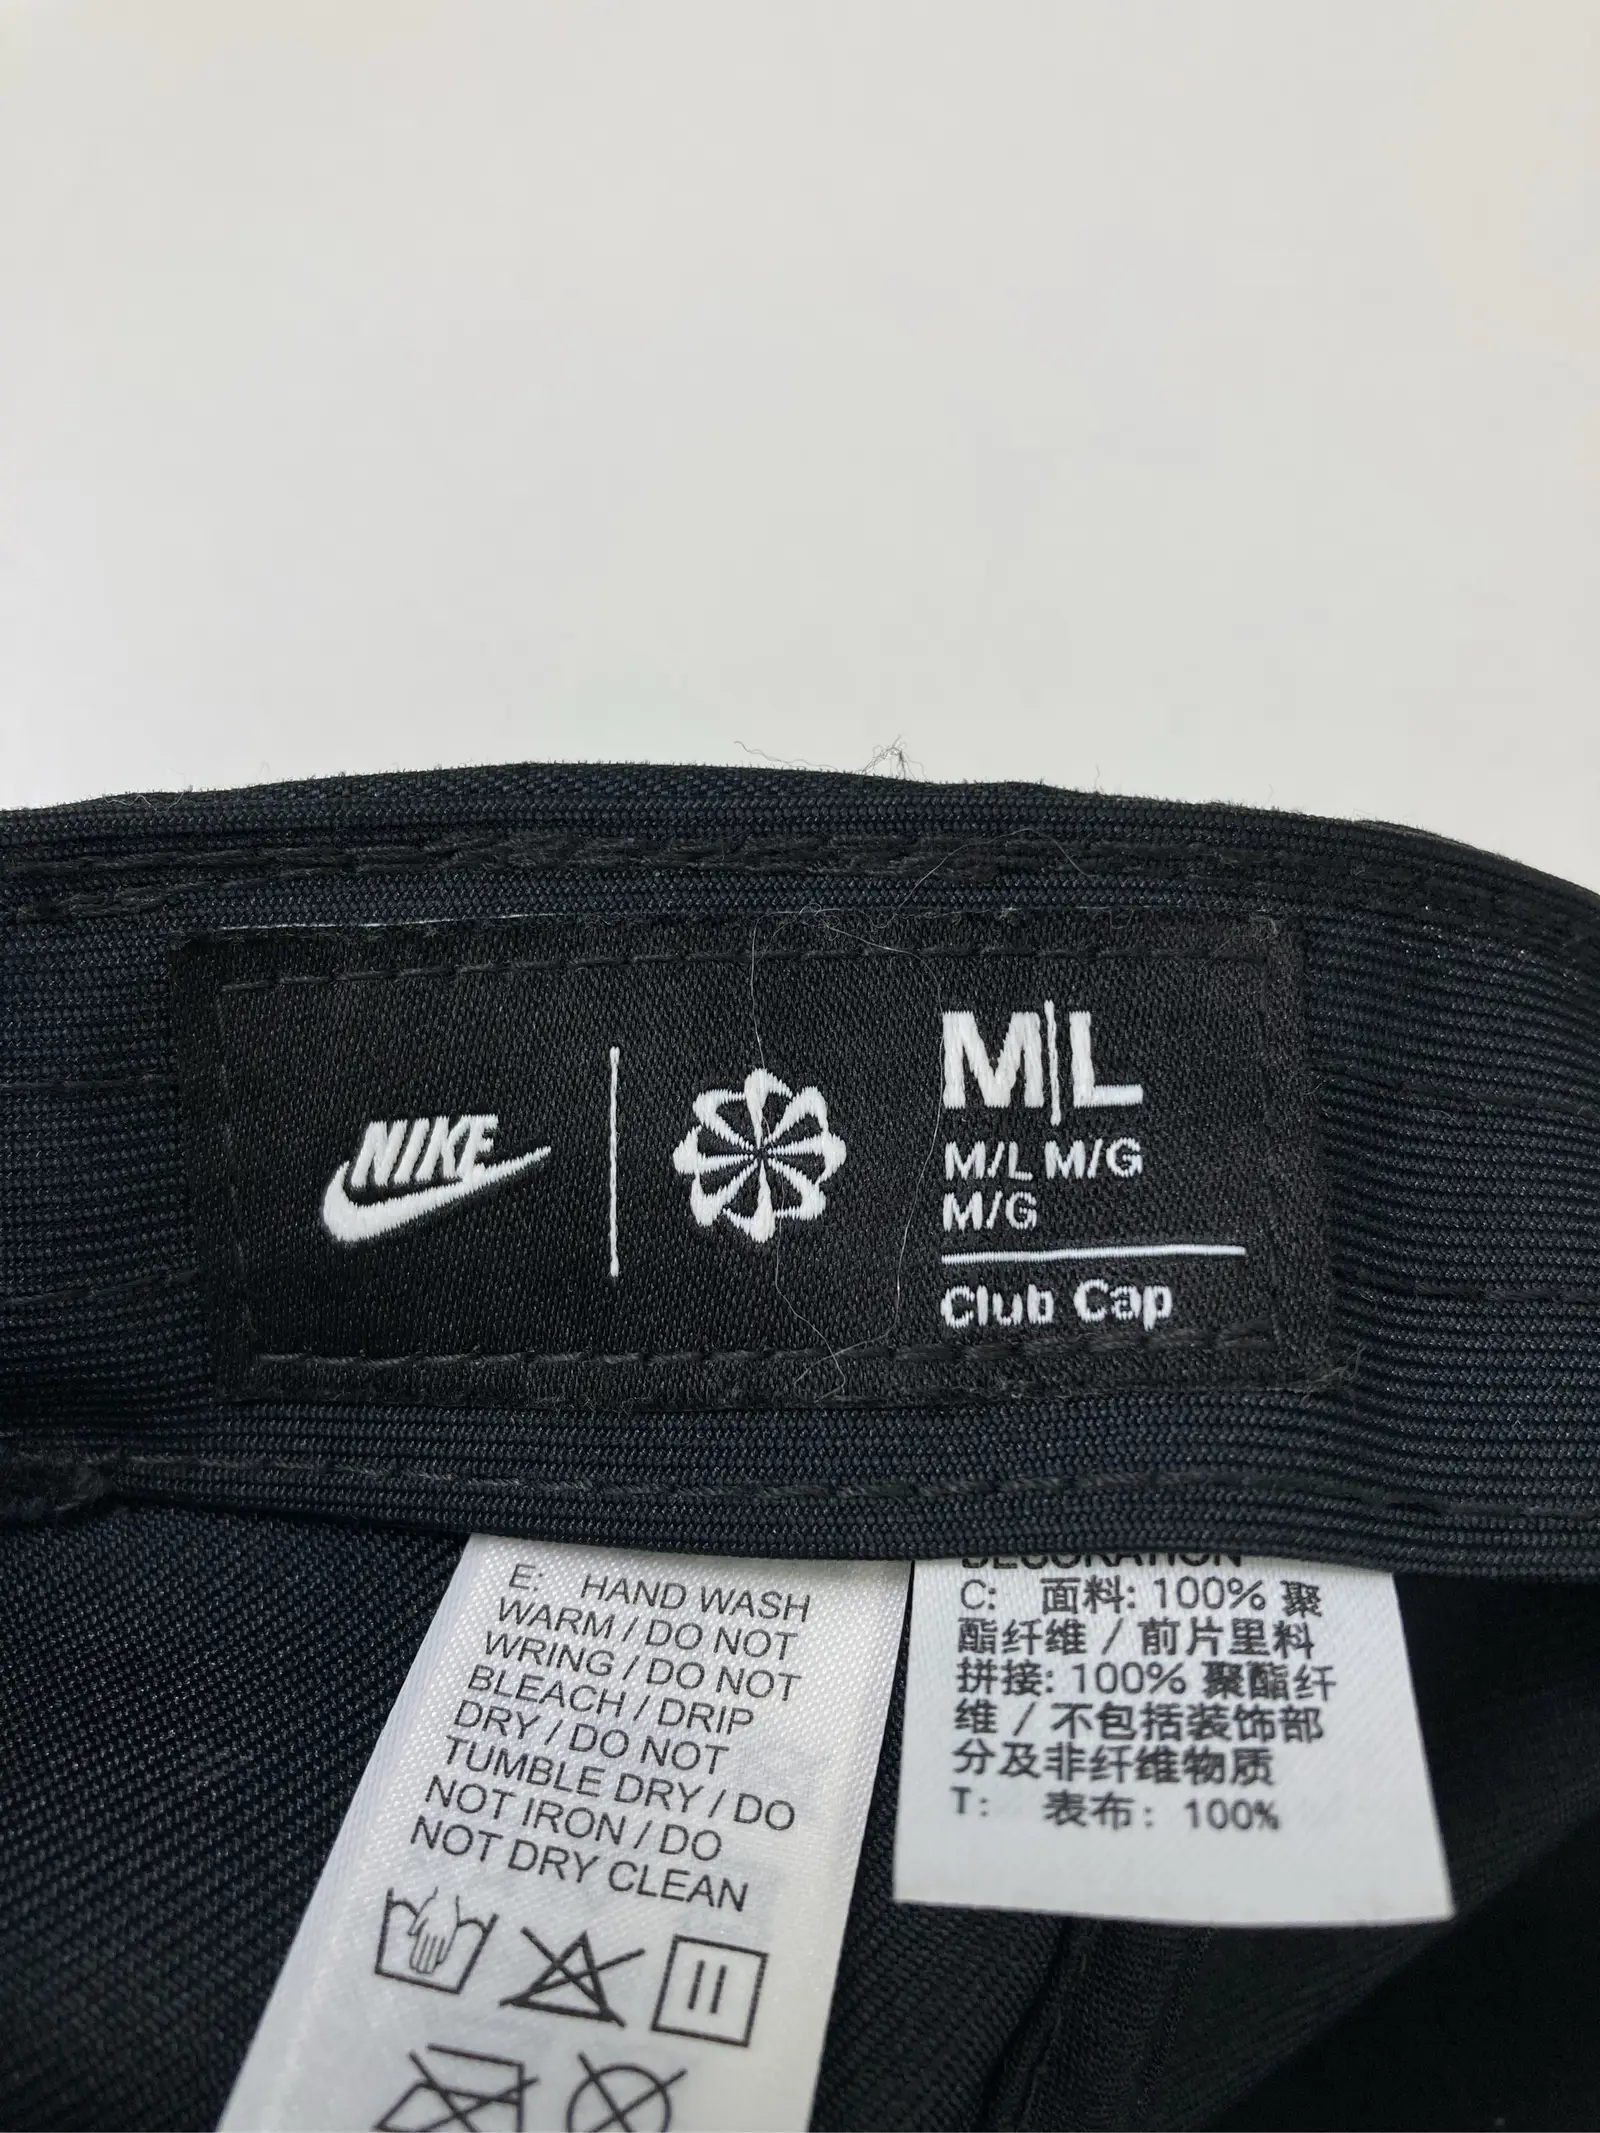 NIKE
M|L
M/L M/G
M/G
Club Cap
E: HAND WASH
WARM / DO NOT
WRING / DO NOT
BLEACH / DRIP
DRY / DO NOT
TUMBLE DRY / DO
NOT IRON / DO
NOT DRY CLEAN
DECORATION
C: 面料: 100% 聚
酯纤维 / 前片里料
拼接: 100% 聚酯纤
维 / 不包括装饰部
分及非纤维物质
T: 表布: 100%